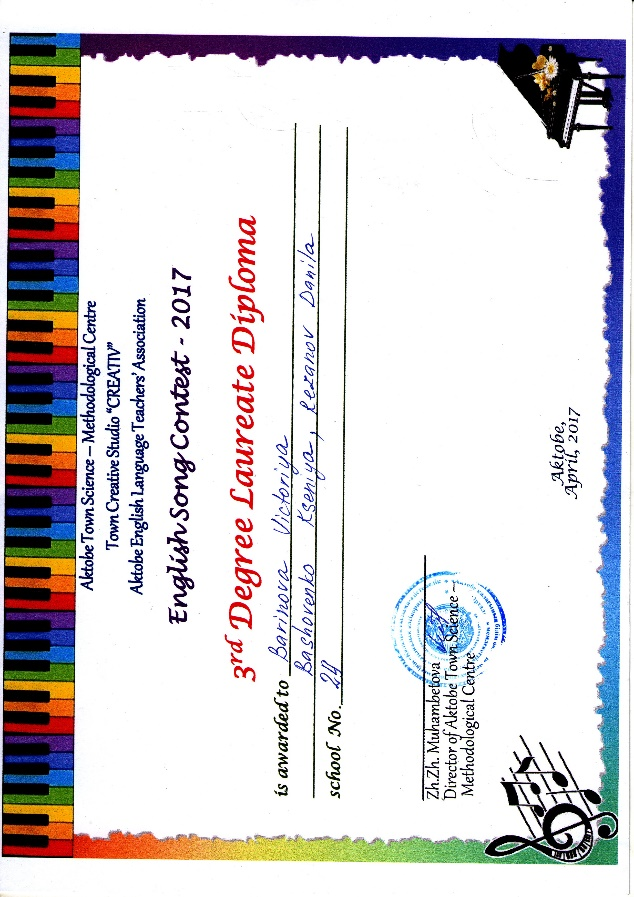 Aktobe Town Science – Methodological Centre
Town Creative Studio "CREATIV"
Aktobe English Language Teachers' Association
English Song Contest - 2017
3rd Degree Laureate Diploma
is awarded to Barinova Victoriya
Bashovenko Kseniya, Rezanov Danila
school No. 24
Zh.Zh. Muhambetova
Director of Aktobe Town Science –
Methodological Centre
Aktobe,
April, 2017